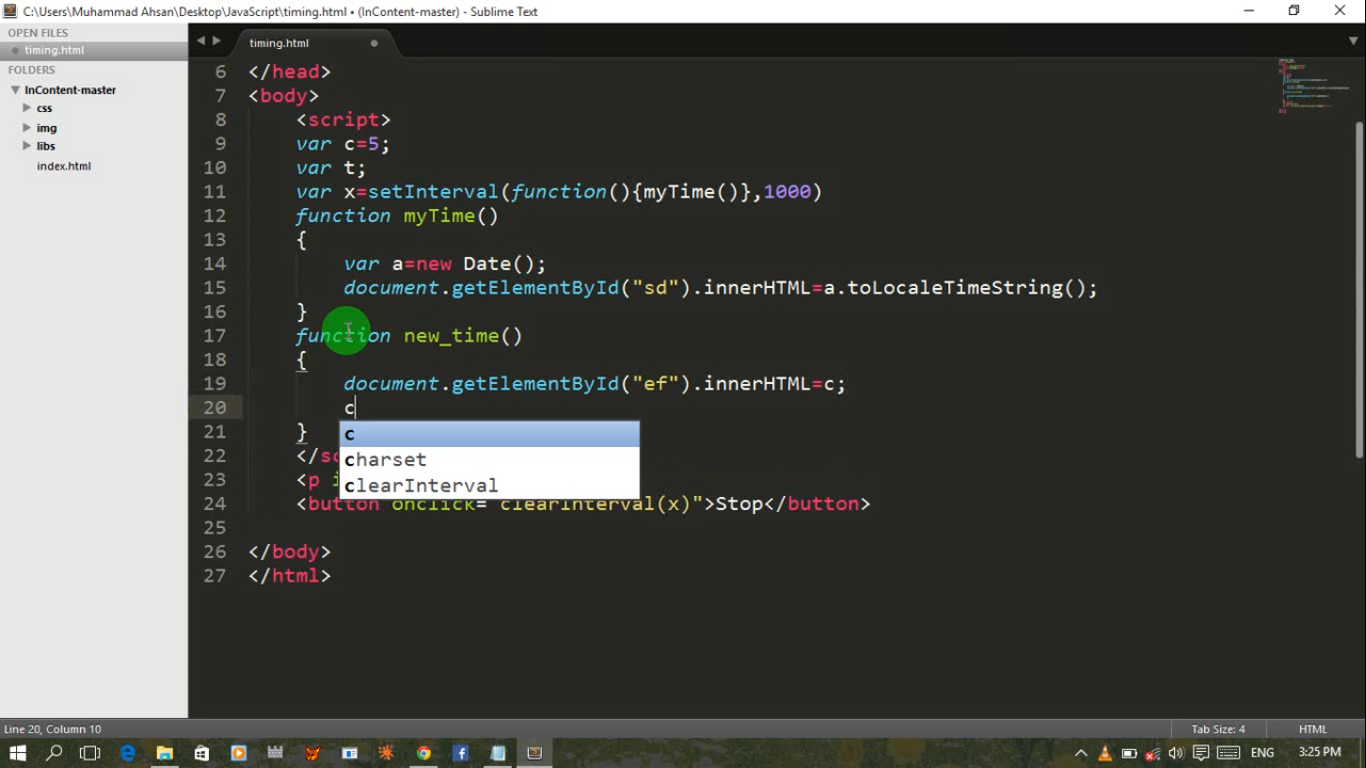 C:\Users\Muhammad Ahsan\Desktop\JavaScript\timing.html • (InContent-master) - Sublime Text
OPEN FILES
timing.html
FOLDERS
InContent-master
css
img
libs
index.html
timing.html
6 </head>
7 <body>
8 <script>
9 var c=5;
10 var t;
11 var x=setInterval(function(){myTime()},1000)
12 function myTime()
13 {
14 var a=new Date();
15 document.getElementById("sd").innerHTML=a.toLocaleTimeString();
16 }
17 function new_time()
18 {
19 document.getElementById("ef").innerHTML=c;
20 c
21 }
c
charset
clearInterval
22 </sc
23 <p i
24 <button onclick="clearInterval(x)">Stop</button>
25
26 </body>
27 </html>
Line 20, Column 10
Tab Size: 4
HTML
ENG
3:25 PM